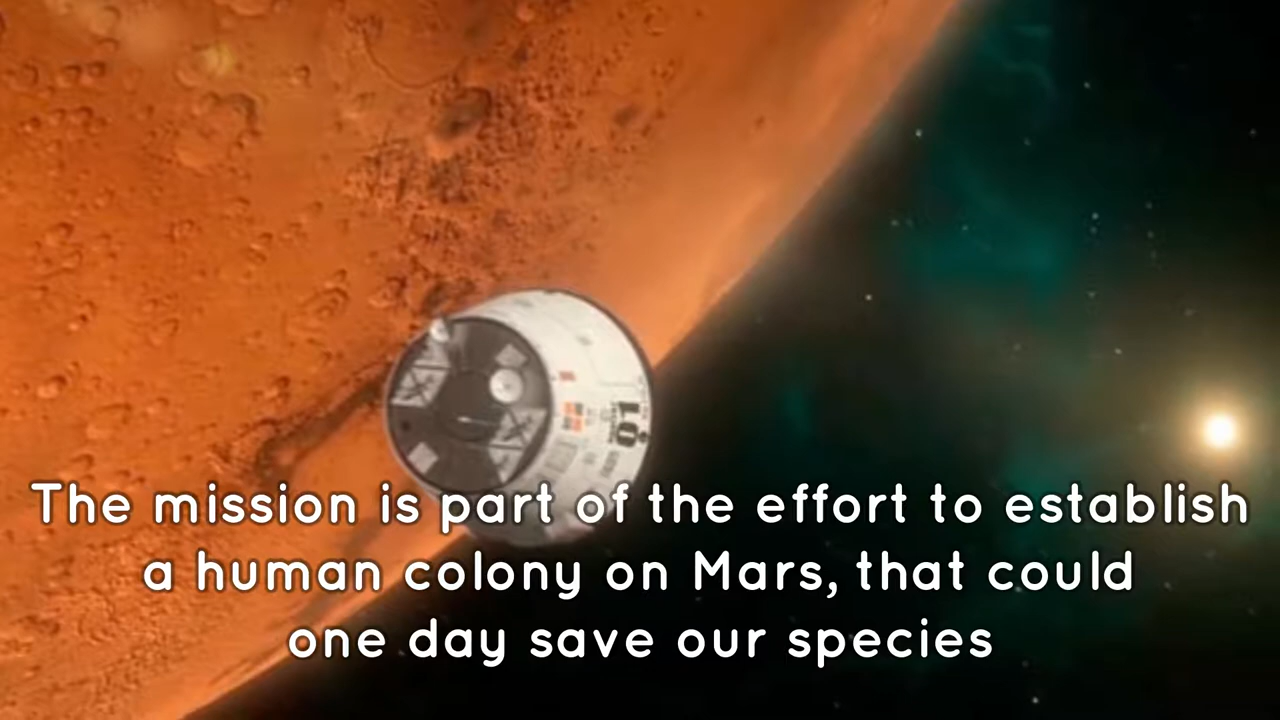 The mission is part of the effort to establish
a human colony on Mars, that could
one day save our species
01